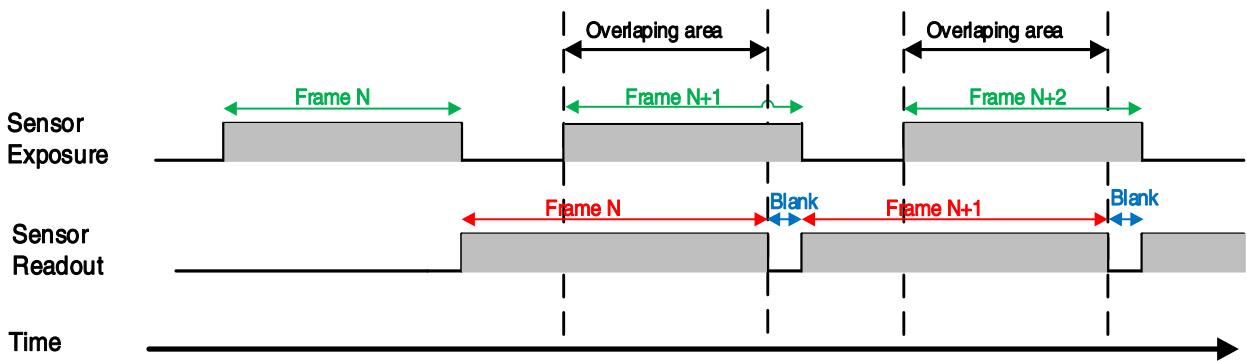 Overlaping area
Overlaping area
Frame N
Frame N+1
Frame N+2
Sensor
Exposure
Frame N
Blank
Frame N+1
Blank
Sensor
Readout
Time